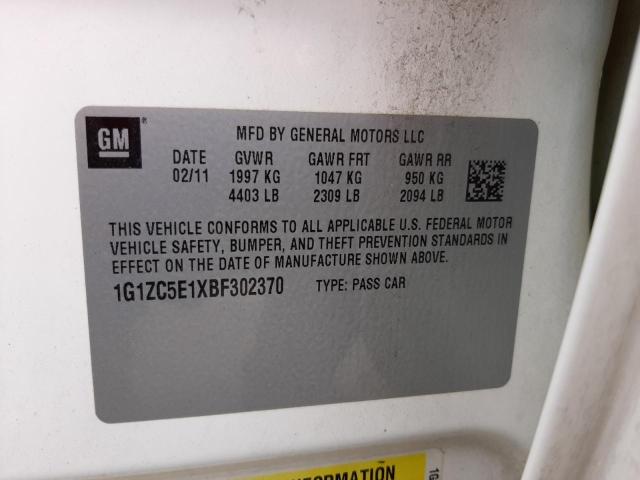 GM
MFD BY GENERAL MOTORS LLC
DATE GVWR GAWR FRT GAWR RR
02/11 1997 KG 1047 KG 950 KG
4403 LB 2309 LB 2094 LB
THIS VEHICLE CONFORMS TO ALL APPLICABLE U.S. FEDERAL MOTOR
VEHICLE SAFETY, BUMPER, AND THEFT PREVENTION STANDARDS IN
EFFECT ON THE DATE OF MANUFACTURE SHOWN ABOVE.
1G1ZC5E1XBF302370 TYPE: PASS CAR
INFORMATION
1G